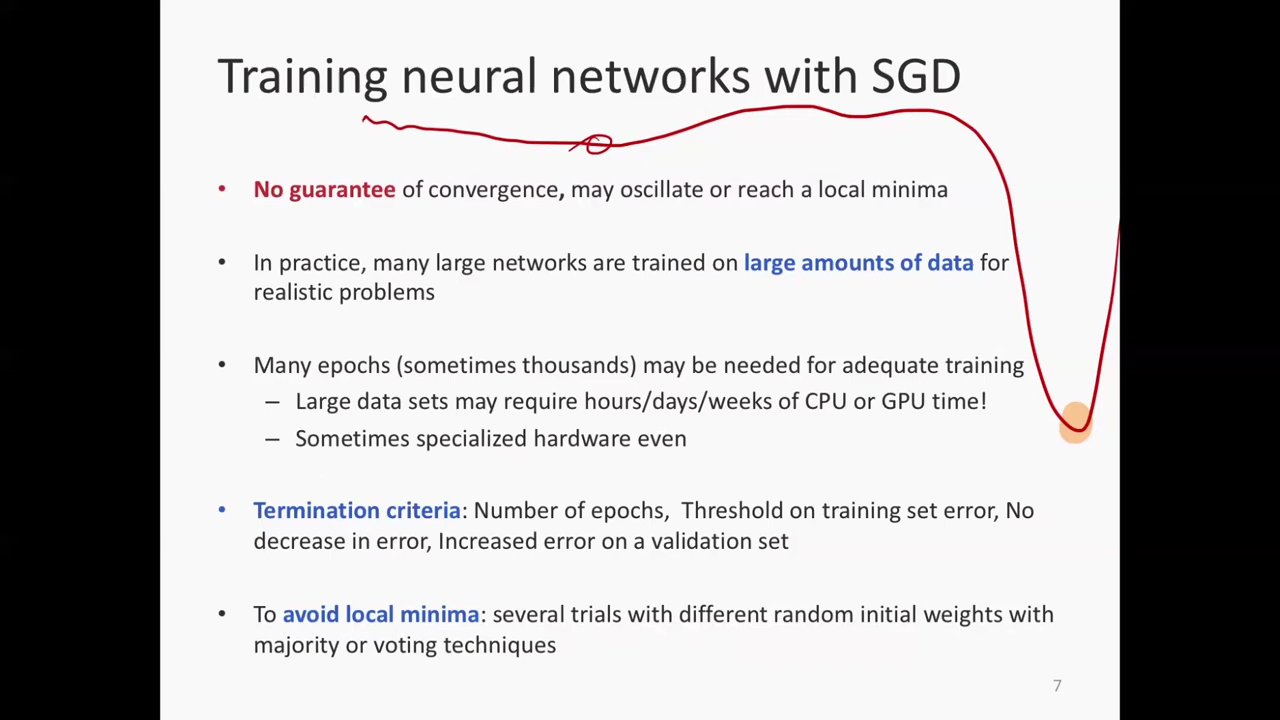 Training neural networks with SGD
• No guarantee of convergence, may oscillate or reach a local minima
• In practice, many large networks are trained on large amounts of data for
realistic problems
• Many epochs (sometimes thousands) may be needed for adequate training
– Large data sets may require hours/days/weeks of CPU or GPU time!
– Sometimes specialized hardware even
• Termination criteria: Number of epochs, Threshold on training set error, No
decrease in error, Increased error on a validation set
• To avoid local minima: several trials with different random initial weights with
majority or voting techniques
7